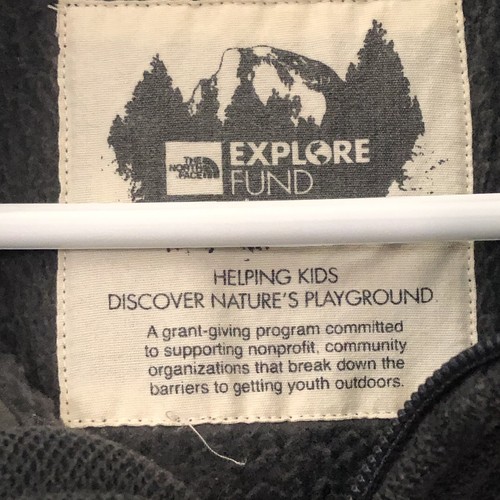 THE
NORTH
FACE
EXPLORE
FUND
HELPING KIDS
DISCOVER NATURE'S PLAYGROUND
A grant-giving program committed
to supporting nonprofit, community
organizations that break down the
barriers to getting youth outdoors.